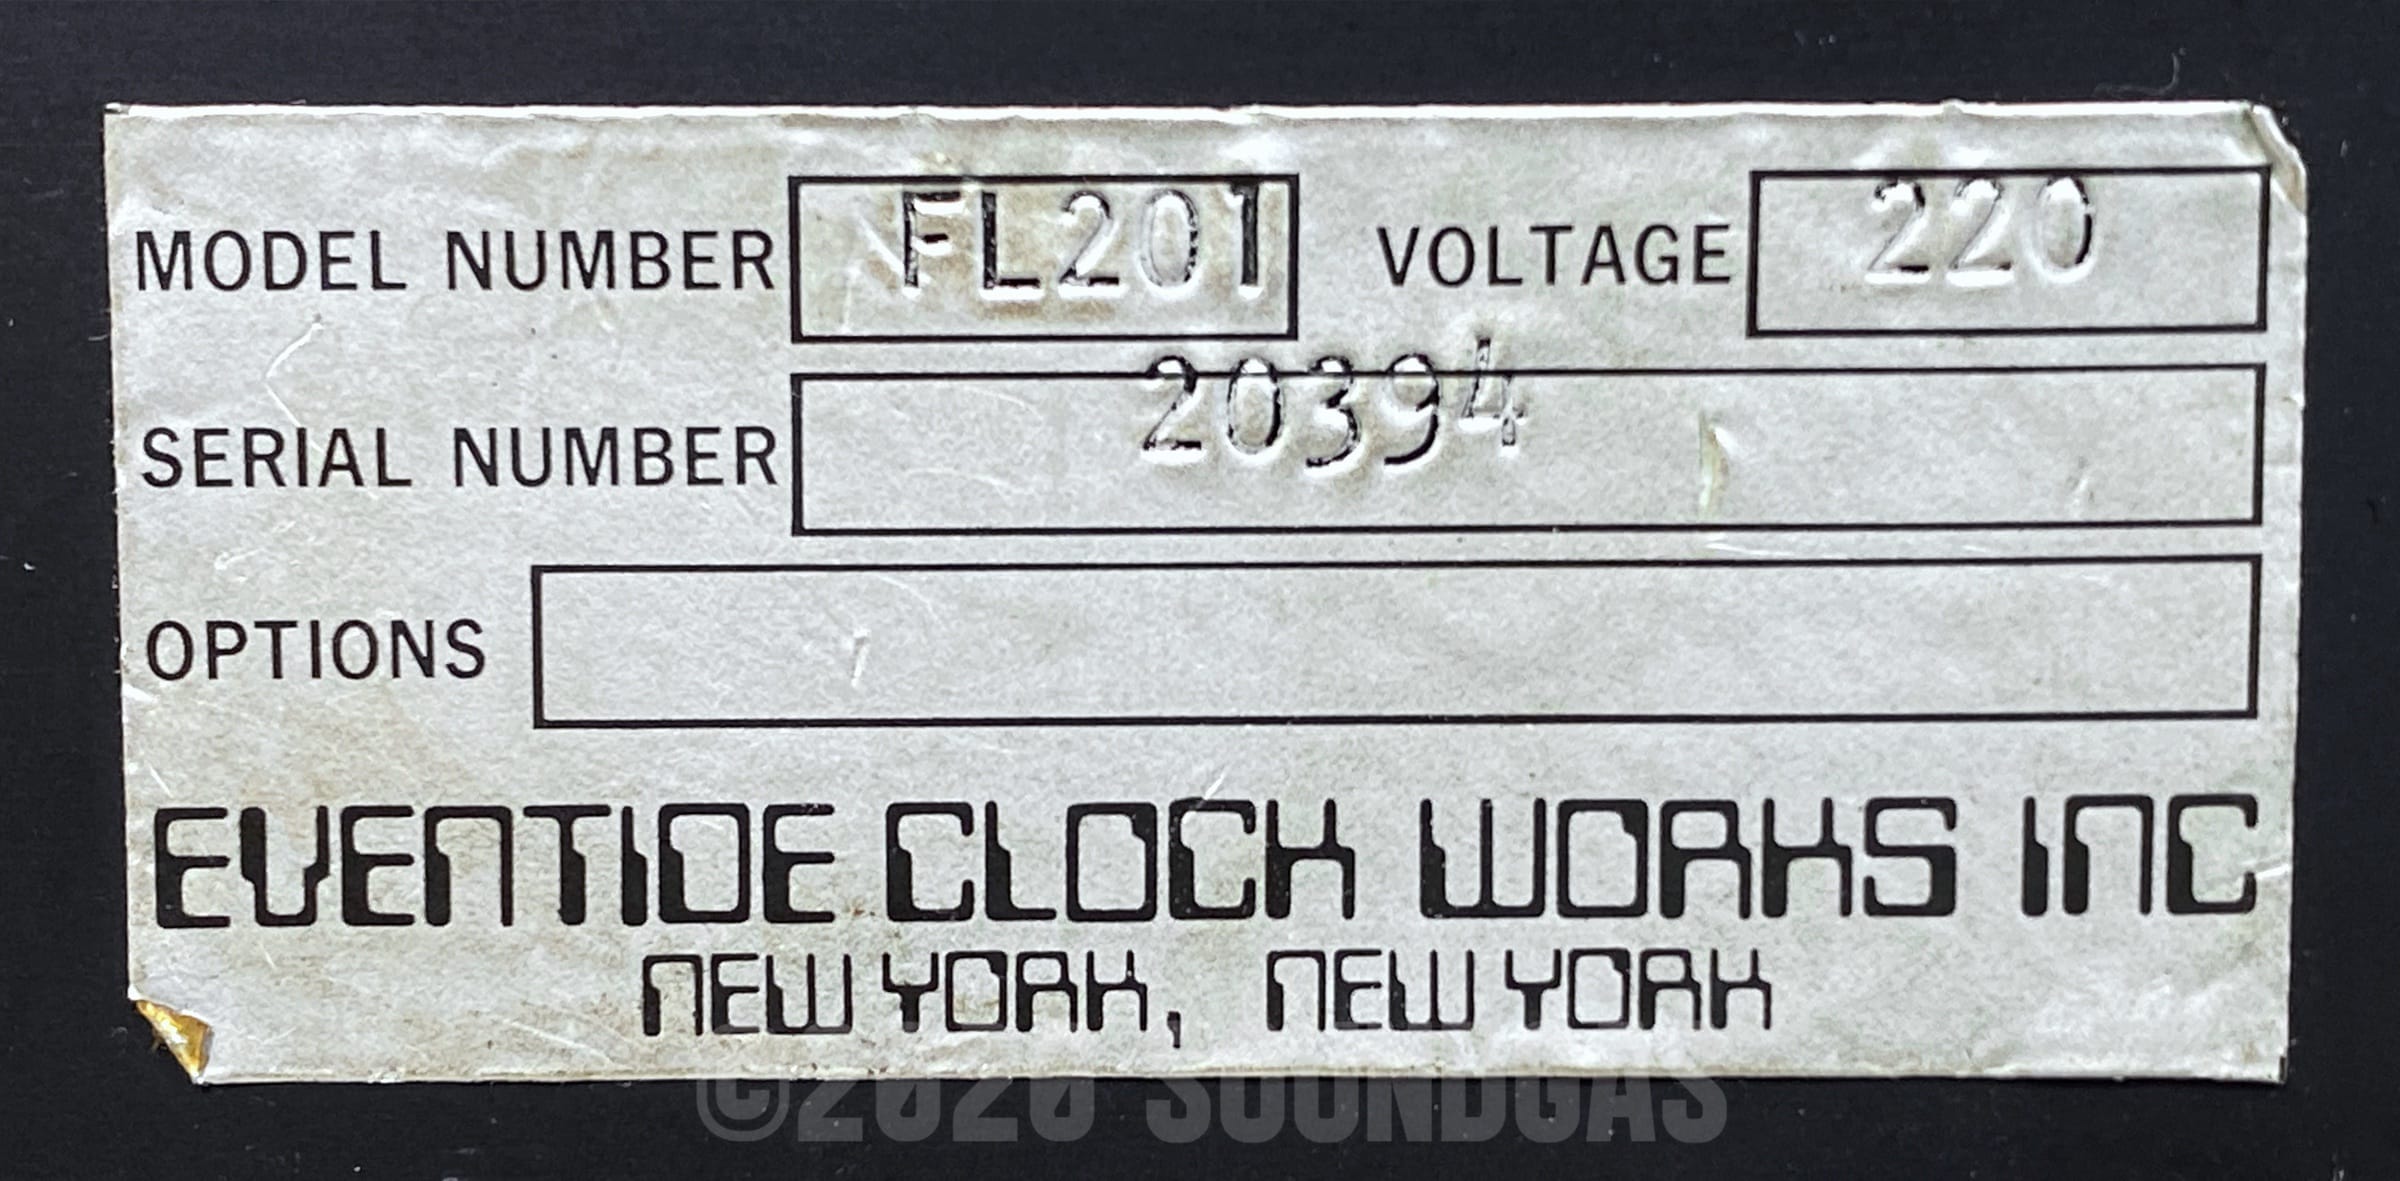 MODEL NUMBER FL201 VOLTAGE 220
SERIAL NUMBER 20394
OPTIONS
EVENTIDE CLOCK WORKS INC
NEW YORK, NEW YORK
©2020 SOUNDGAS